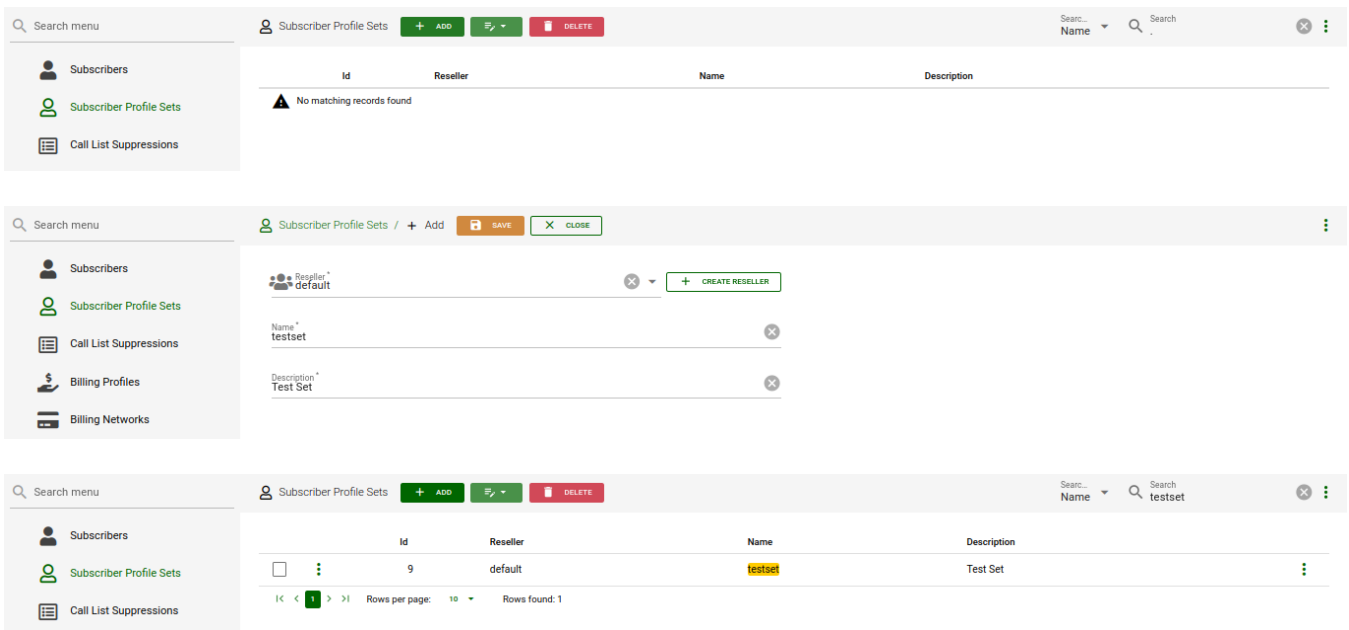 Search menu
Subscriber Profile Sets
ADD
DELETE
Searc...
Name
Search
.
Subscribers
Subscriber Profile Sets
Call List Suppressions
Id Reseller Name Description
No matching records found
Search menu
Subscriber Profile Sets / + Add
SAVE
CLOSE
Subscribers
Subscriber Profile Sets
Call List Suppressions
Billing Profiles
Billing Networks
Reseller *
default
CREATE RESELLER
Name *
testset
Description *
Test Set
Search menu
Subscriber Profile Sets
ADD
DELETE
Searc...
Name
Search
testset
Subscribers
Subscriber Profile Sets
Call List Suppressions
Id Reseller Name Description
9 default testset Test Set
1 Rows per page: 10 Rows found: 1